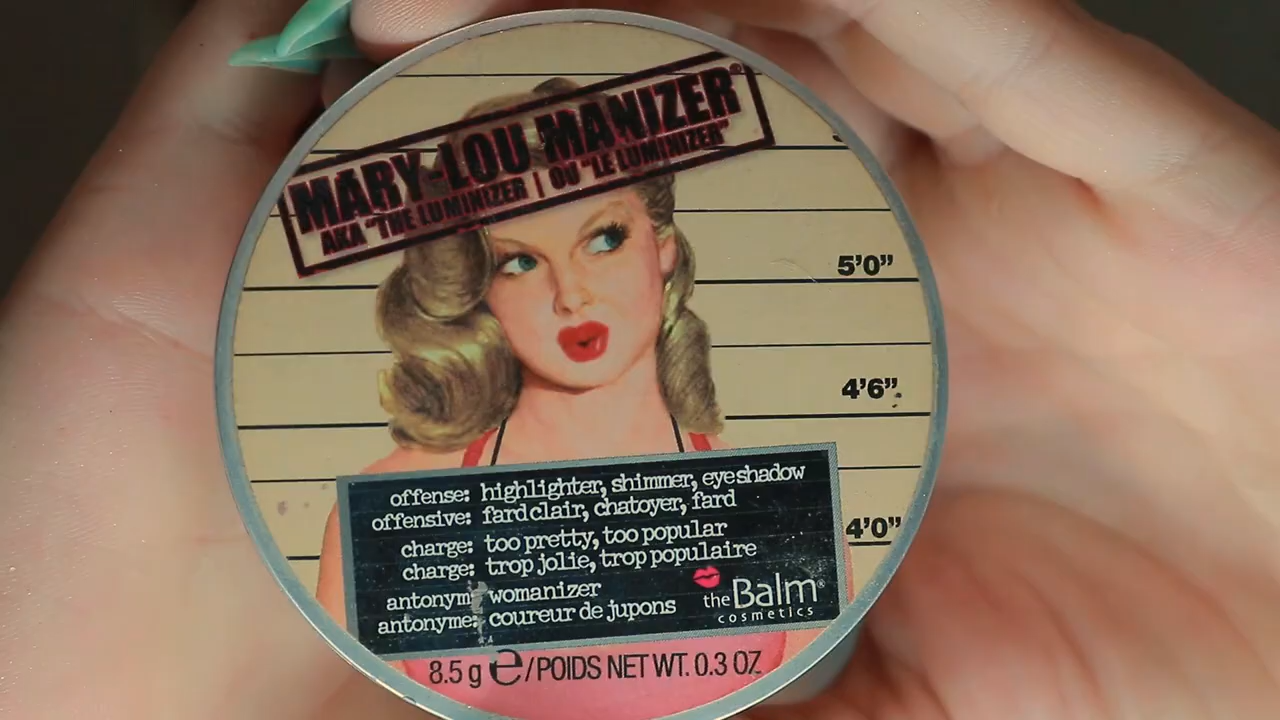 MARY-LOU MANIZER®
AKA "THE LUMINIZER | OU "LE LUMINIZER"
5'0”
4'6”
4'0”
offense: highlighter, shimmer, eyeshadow
offensive: fard clair, chatoyer, fard
charge: too pretty, too popular
charge: trop jolie, trop populaire
antonym: womanizer
antonyme: coureur de jupons
theBalm®
cosmetics
8.5 g e/POIDS NET WT. 0.3 OZ